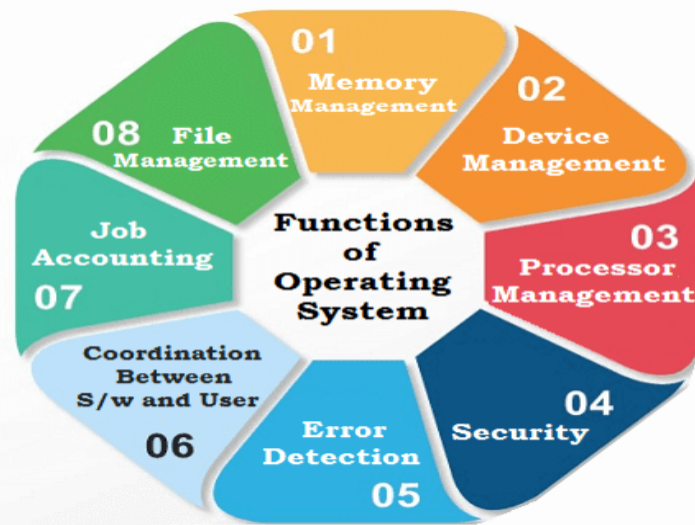 01
Memory
Management
02
Device
Management
03
Processor
Management
04
Security
Error
Detection
05
Coordination
Between
S/w and User
06
Job
Accounting
07
08 File
Management
Functions
of
Operating
System